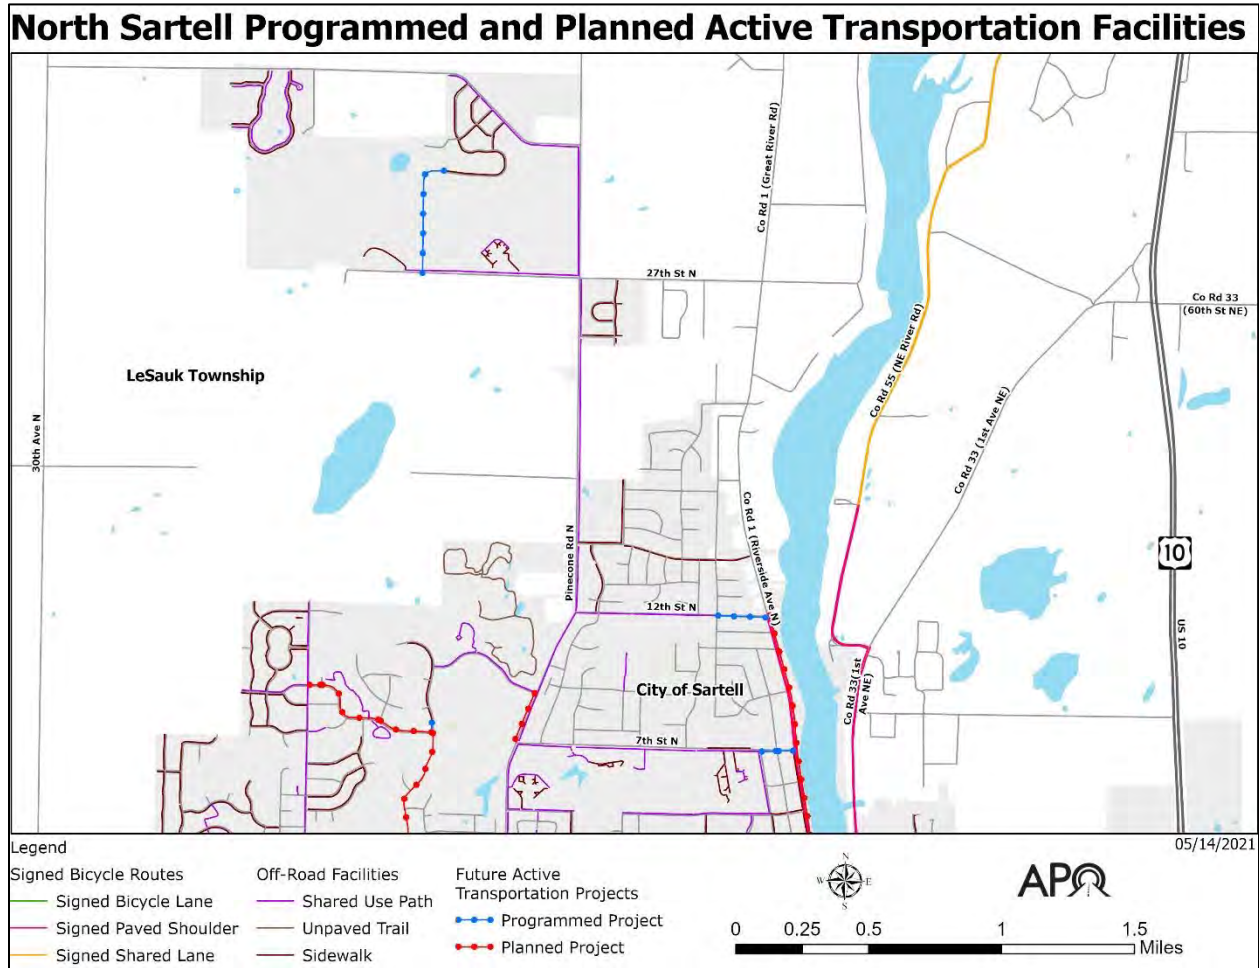 North Sartell Programmed and Planned Active Transportation Facilities
Co Rd 1 (Great River Rd)
27th St N
Co Rd 33
(60th St NE)
Co Rd 55 (NE River Rd)
LeSauk Township
30th Ave N
Co Rd 33 (1st Ave NE)
Pinecone Rd N
Co Rd 1 (Riverside Ave N)
10
US 10
12th St N
City of Sartell
Co Rd 33(1st
Ave NE)
7th St N
05/14/2021
Legend
Signed Bicycle Routes
Signed Bicycle Lane
Signed Paved Shoulder
Signed Shared Lane
Off-Road Facilities
Shared Use Path
Unpaved Trail
Sidewalk
Future Active
Transportation Projects
Programmed Project
Planned Project
N
W E
S
APO
0 0.25 0.5 1 1.5
Miles